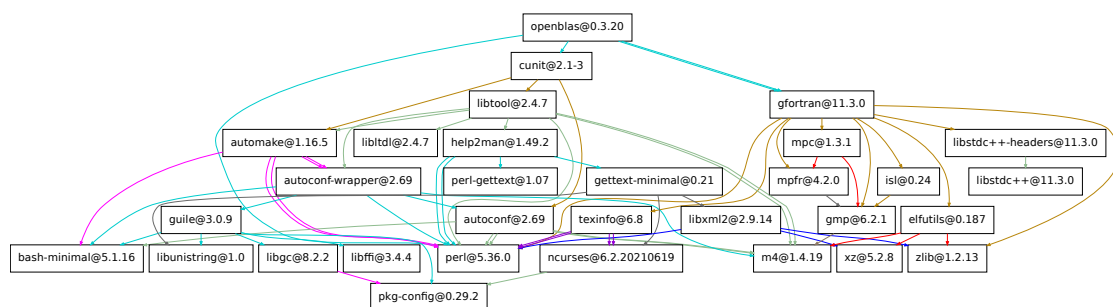 openblas@0.3.20
cunit@2.1-3
libtool@2.4.7
gfortran@11.3.0
automake@1.16.5
libltdl@2.4.7
help2man@1.49.2
mpc@1.3.1
libstdc++-headers@11.3.0
autoconf-wrapper@2.69
perl-gettext@1.07
gettext-minimal@0.21
mpfr@4.2.0
isl@0.24
libstdc++@11.3.0
guile@3.0.9
autoconf@2.69
texinfo@6.8
libxml2@2.9.14
gmp@6.2.1
elfutils@0.187
bash-minimal@5.1.16
libunistring@1.0
libgc@8.2.2
libffi@3.4.4
perl@5.36.0
ncurses@6.2.20210619
m4@1.4.19
xz@5.2.8
zlib@1.2.13
pkg-config@0.29.2